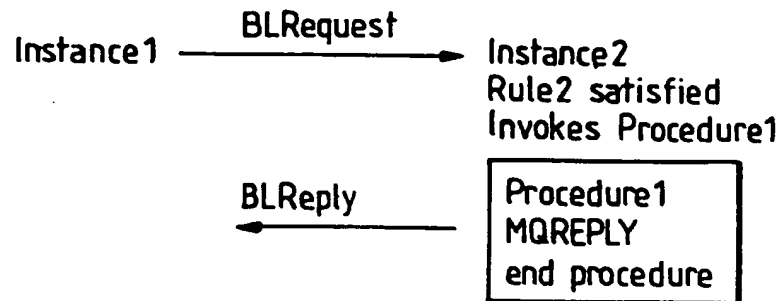 BLRequest
Instance1
Instance2
Rule2 satisfied
Invokes Procedure1
BLReply
Procedure1
MQREPLY
end procedure